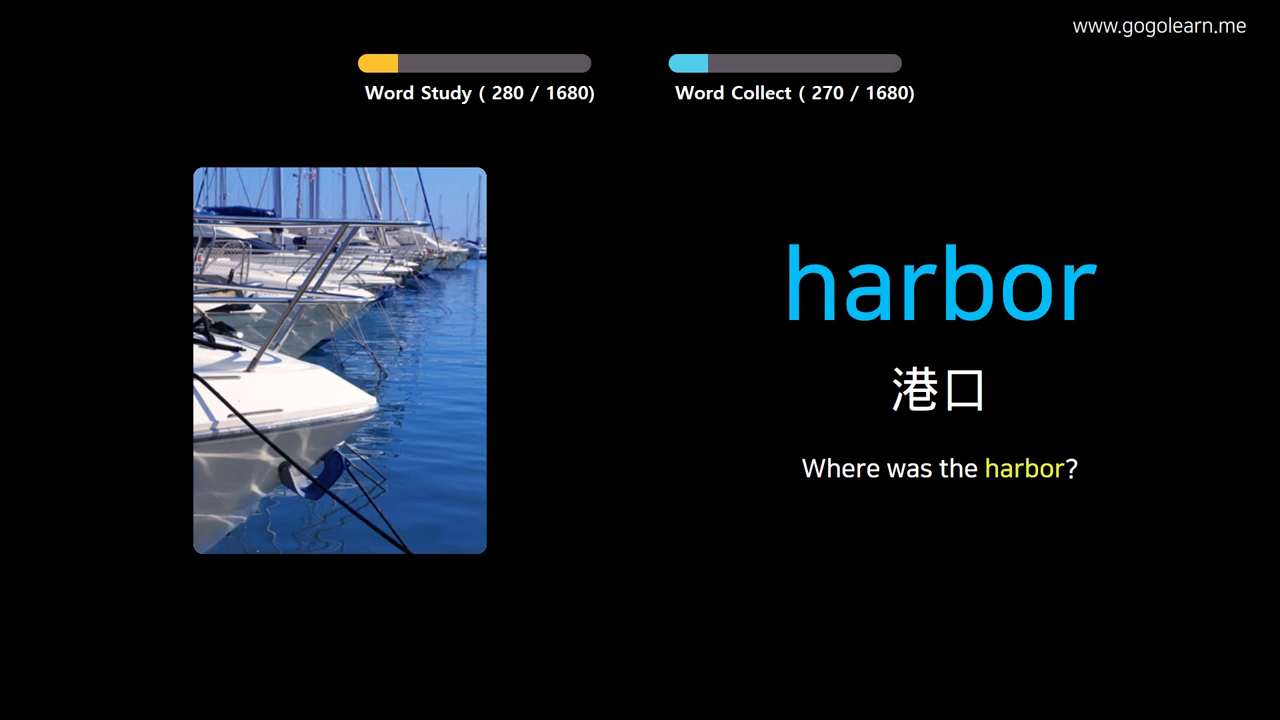 www.gogolearn.me
Word Study ( 280 / 1680)
Word Collect ( 270 / 1680)
harbor
港口
Where was the harbor?